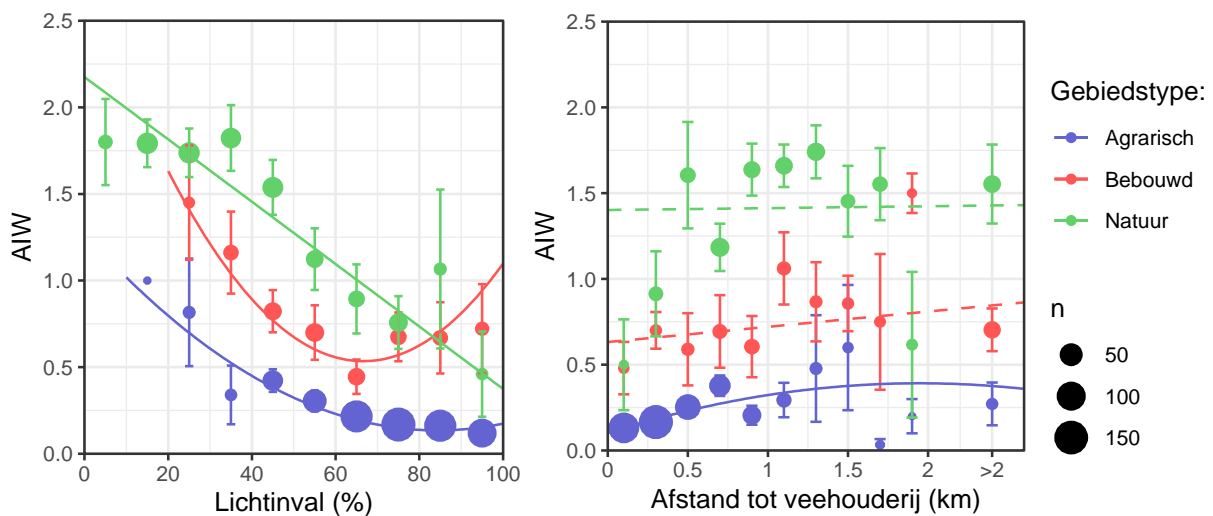 2.5
2.0
1.5
1.0
0.5
0.0
AIW
0 20 40 60 80 100
Lichtinval (%)
2.5
2.0
1.5
1.0
0.5
0.0
AIW
0 0.5 1 1.5 2 >2
Afstand tot veehouderij (km)
Gebiedstype:
Agrarisch
Bebouwd
Natuur
n
50
100
150